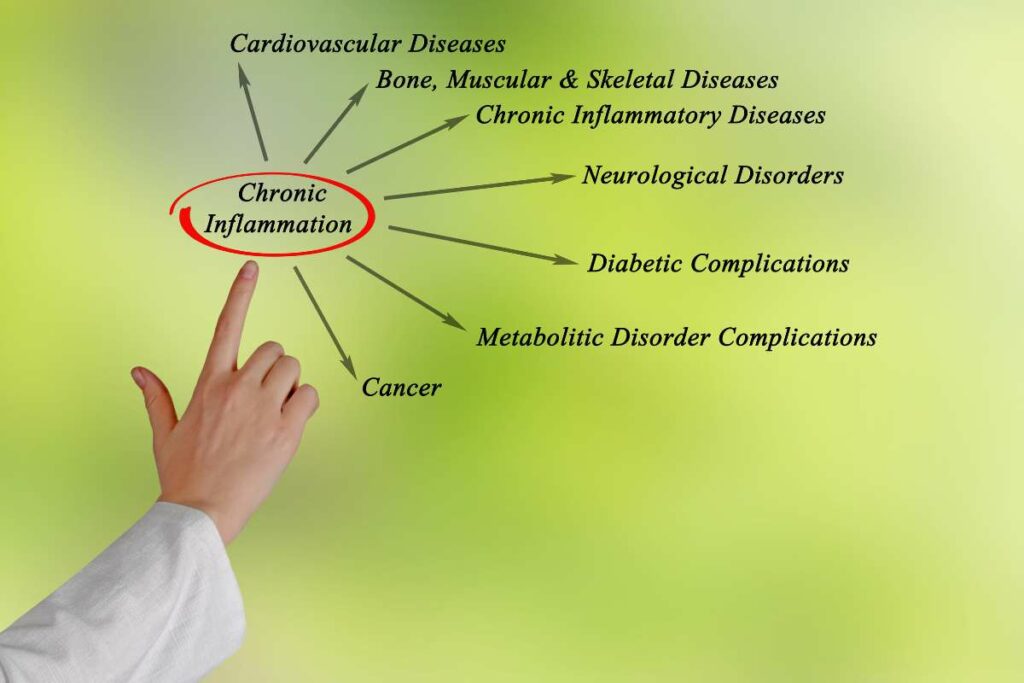 Cardiovascular Diseases
Bone, Muscular & Skeletal Diseases
Chronic Inflammatory Diseases
Neurological Disorders
Chronic
Inflammation
Diabetic Complications
Metabolitic Disorder Complications
Cancer